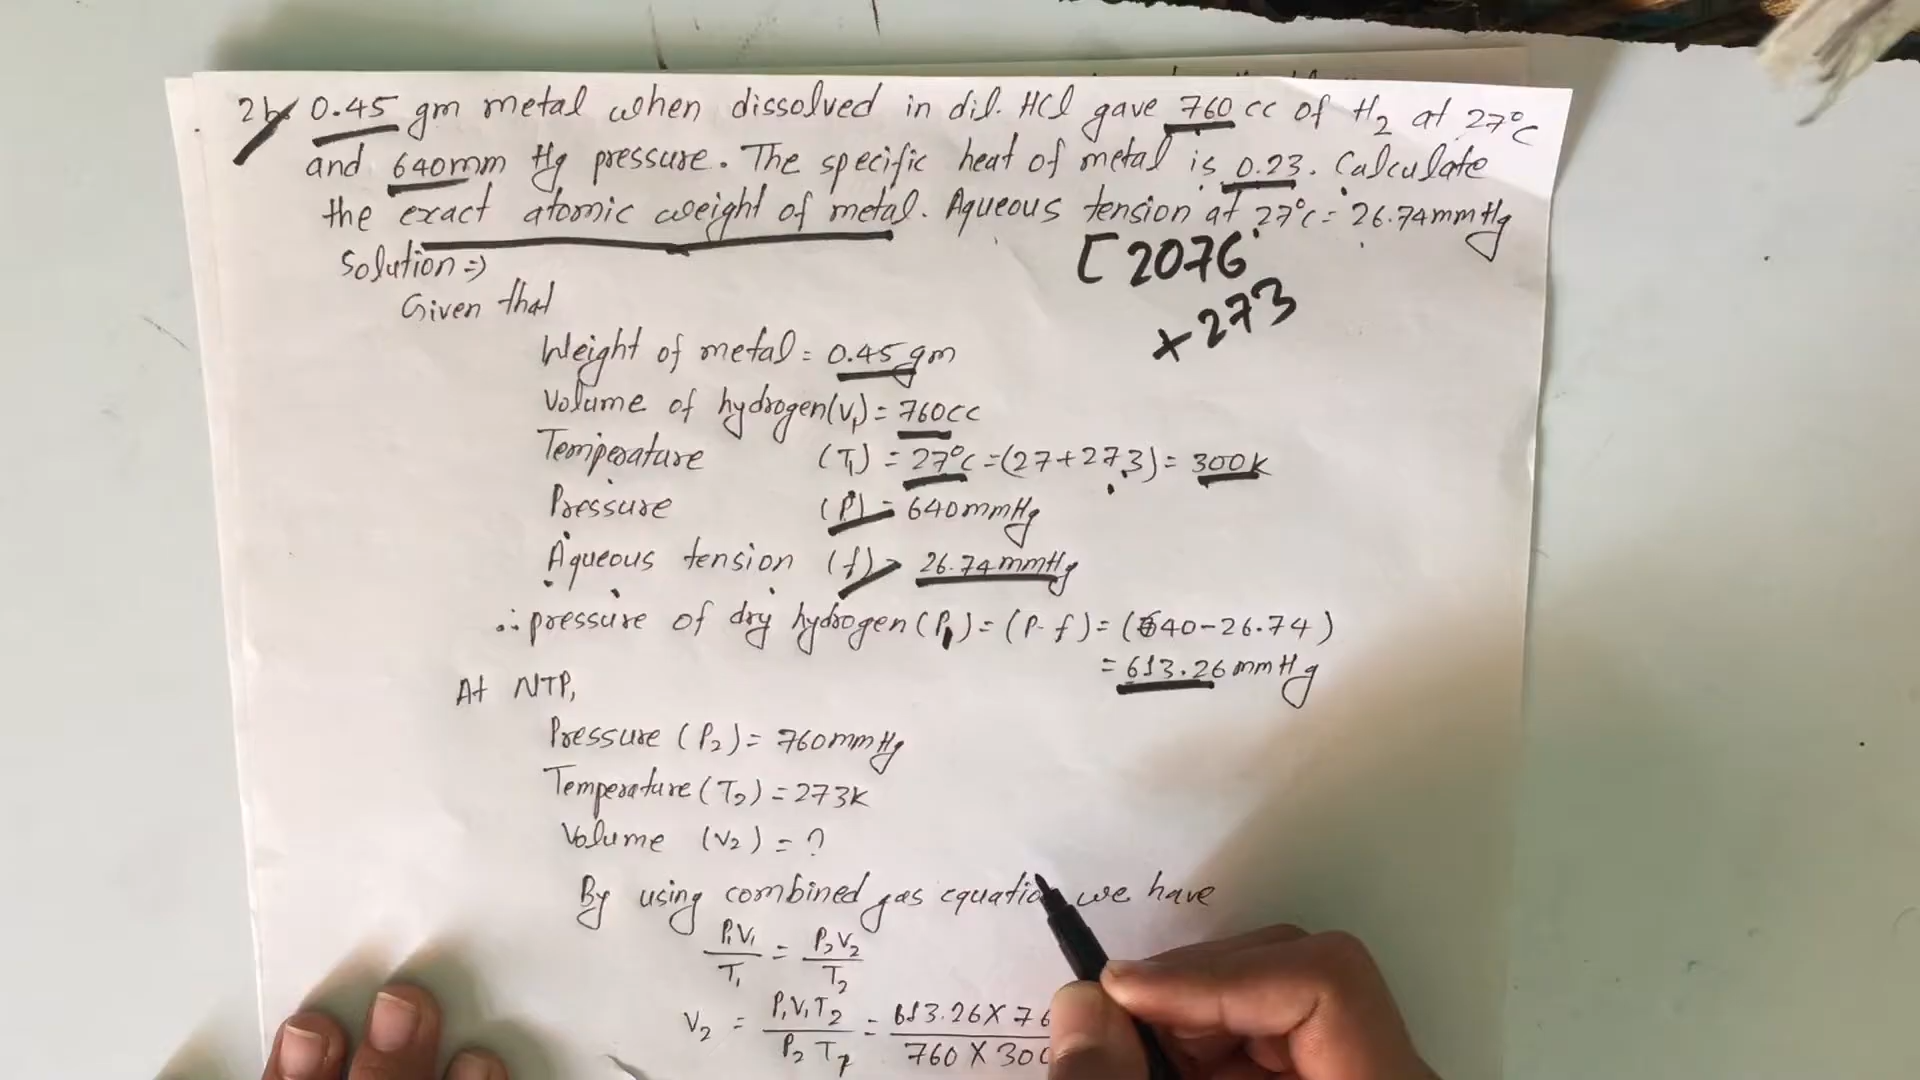 2b 0.45 gm metal when dissolved in dil. HCl gave 760 cc of H₂ at 27°C
and 640mm Hg pressure. The specific heat of metal is 0.23. Calculate
the exact atomic weight of metal. Aqueous tension at 27°C = 26.74mmHg
[2076
Solution ⇒
Given that
+273
Weight of metal = 0.45 gm
Volume of hydrogen(V₁) = 760cc
Temperature (T₁) = 27°C = (27+273) = 300K
Pressure (P) = 640mmHg
Aqueous tension (f) = 26.74mmHg
∴ pressure of dry hydrogen (P₁) = (P-f) = (640-26.74)
= 613.26 mmHg
At NTP,
Pressure (P₂) = 760mmHg
Temperature (T₂) = 273K
Volume (V₂) = ?
By using combined gas equation we have
P₁V₁/T₁ = P₂V₂/T₂
V₂ = P₁V₁T₂/P₂T₁ = 613.26 X 76/760 X 300